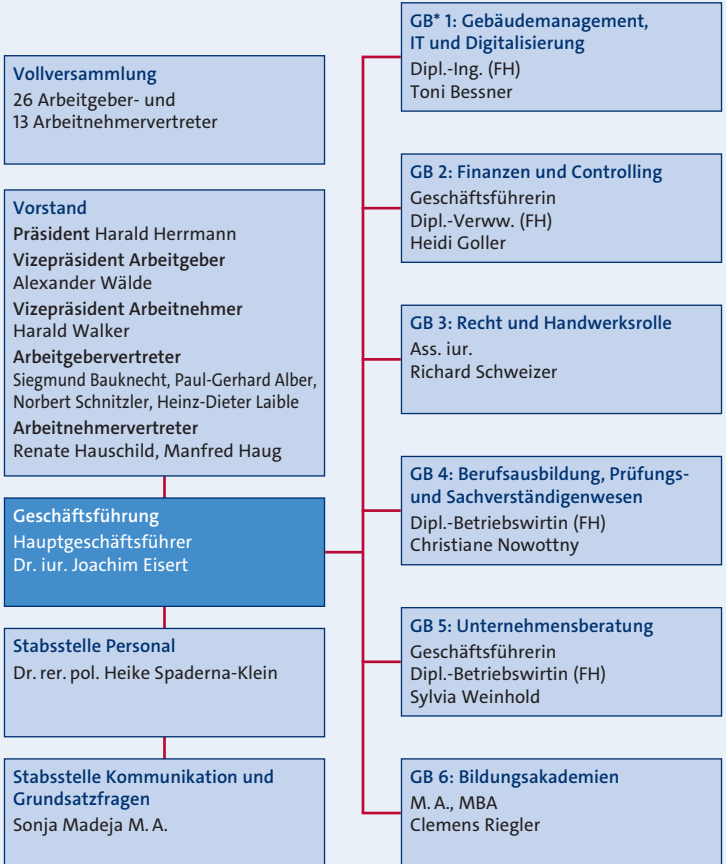 Vollversammlung
26 Arbeitgeber- und
13 Arbeitnehmervertreter
Vorstand
Präsident Harald Herrmann
Vizepräsident Arbeitgeber
Alexander Wälde
Vizepräsident Arbeitnehmer
Harald Walker
Arbeitgebervertreter
Siegmund Bauknecht, Paul-Gerhard Alber,
Norbert Schnitzler, Heinz-Dieter Laible
Arbeitnehmervertreter
Renate Hauschild, Manfred Haug
Geschäftsführung
Hauptgeschäftsführer
Dr. iur. Joachim Eisert
Stabsstelle Personal
Dr. rer. pol. Heike Spaderna-Klein
Stabsstelle Kommunikation und
Grundsatzfragen
Sonja Madeja M. A.
GB* 1: Gebäudemanagement,
IT und Digitalisierung
Dipl.-Ing. (FH)
Toni Bessner
GB 2: Finanzen und Controlling
Geschäftsführerin
Dipl.-Verww. (FH)
Heidi Goller
GB 3: Recht und Handwerksrolle
Ass. iur.
Richard Schweizer
GB 4: Berufsausbildung, Prüfungs-
und Sachverständigenwesen
Dipl.-Betriebswirtin (FH)
Christiane Nowottny
GB 5: Unternehmensberatung
Geschäftsführerin
Dipl.-Betriebswirtin (FH)
Sylvia Weinhold
GB 6: Bildungsakademien
M. A., MBA
Clemens Riegler